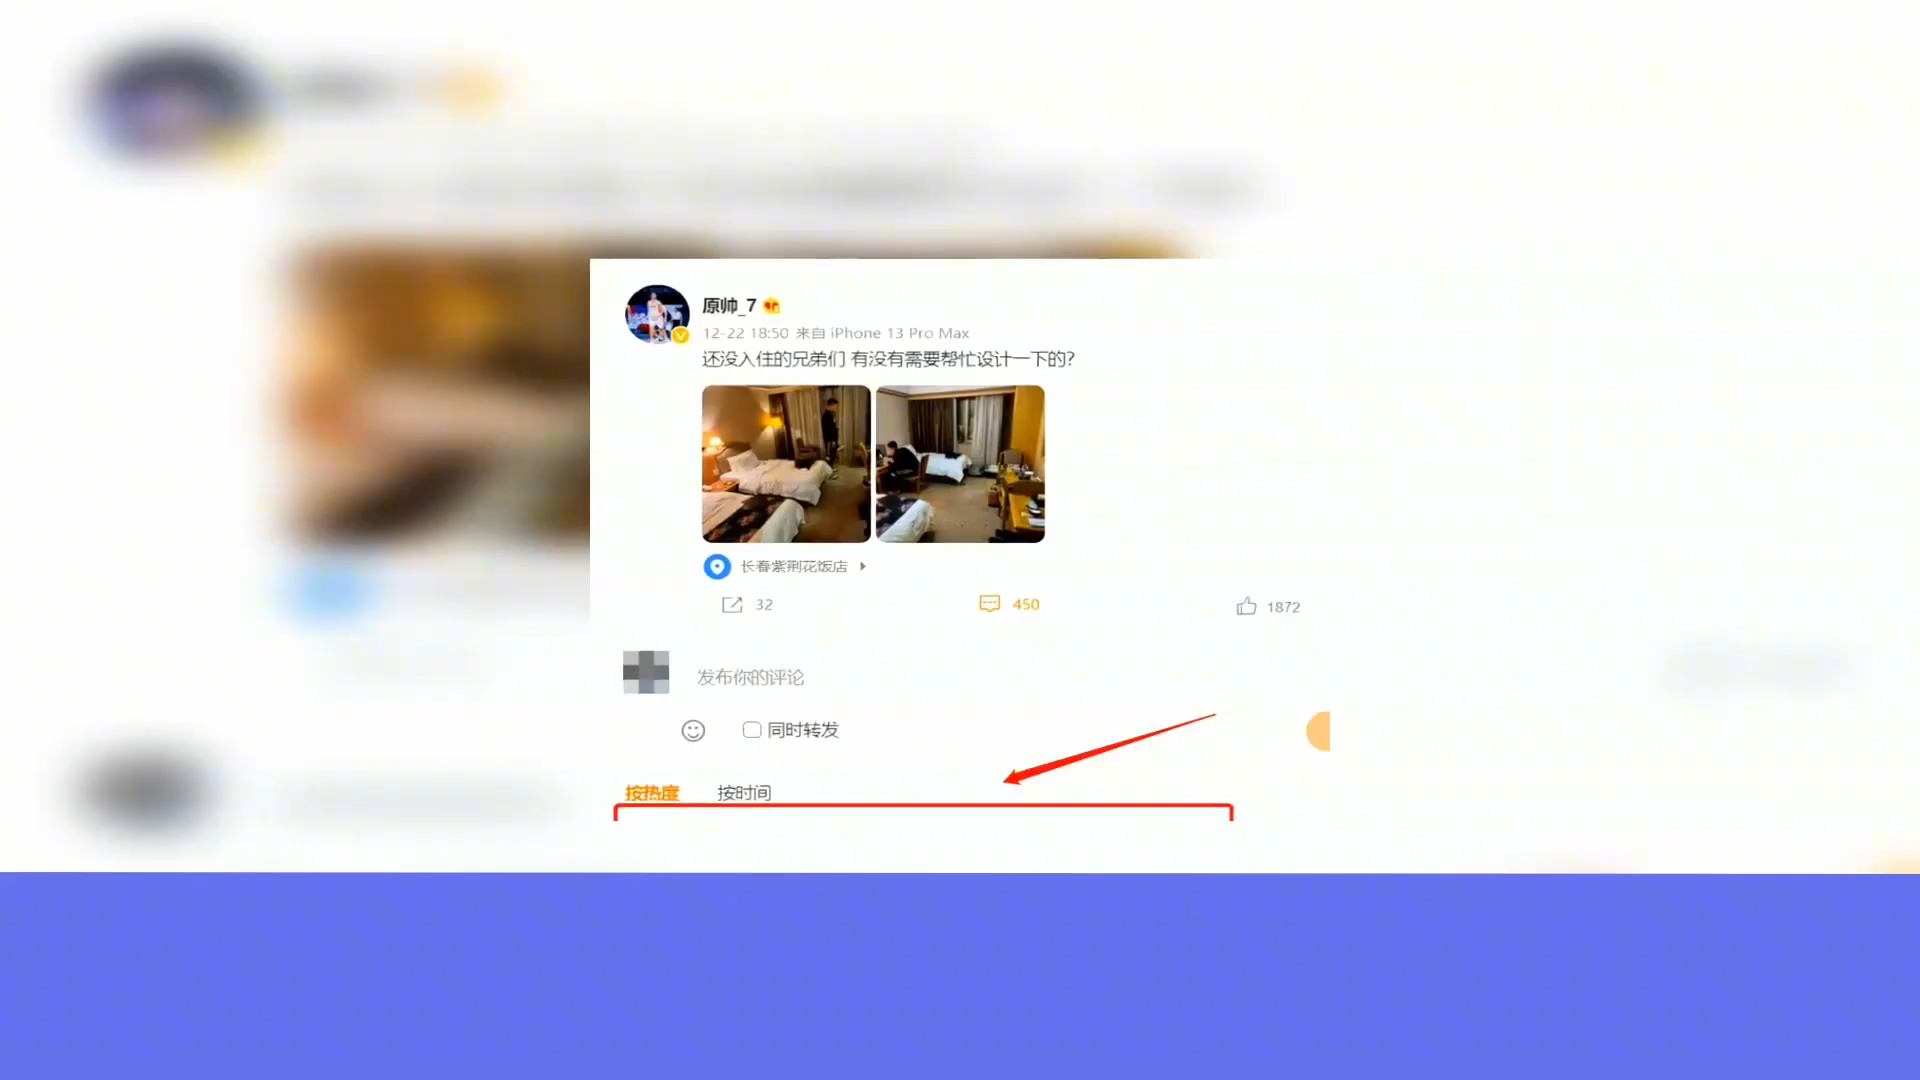 原帅_7
12-22 18:50 来自 iPhone 13 Pro Max
还没入住的兄弟们 有没有需要帮忙设计一下的?
长春紫荆花饭店
32
450
1872
发布你的评论
同时转发
按热度 按时间